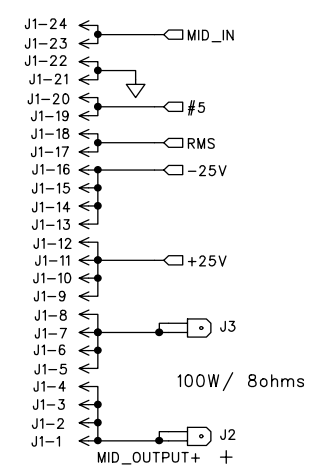 J1-24
J1-23
MID_IN
J1-22
J1-21
J1-20
J1-19
#5
J1-18
J1-17
RMS
J1-16
-25V
J1-15
J1-14
J1-13
J1-12
J1-11
+25V
J1-10
J1-9
J1-8
J1-7
J3
J1-6
J1-5
100W/ 8ohms
J1-4
J1-3
J1-2
J1-1
J2
MID_OUTPUT+ +